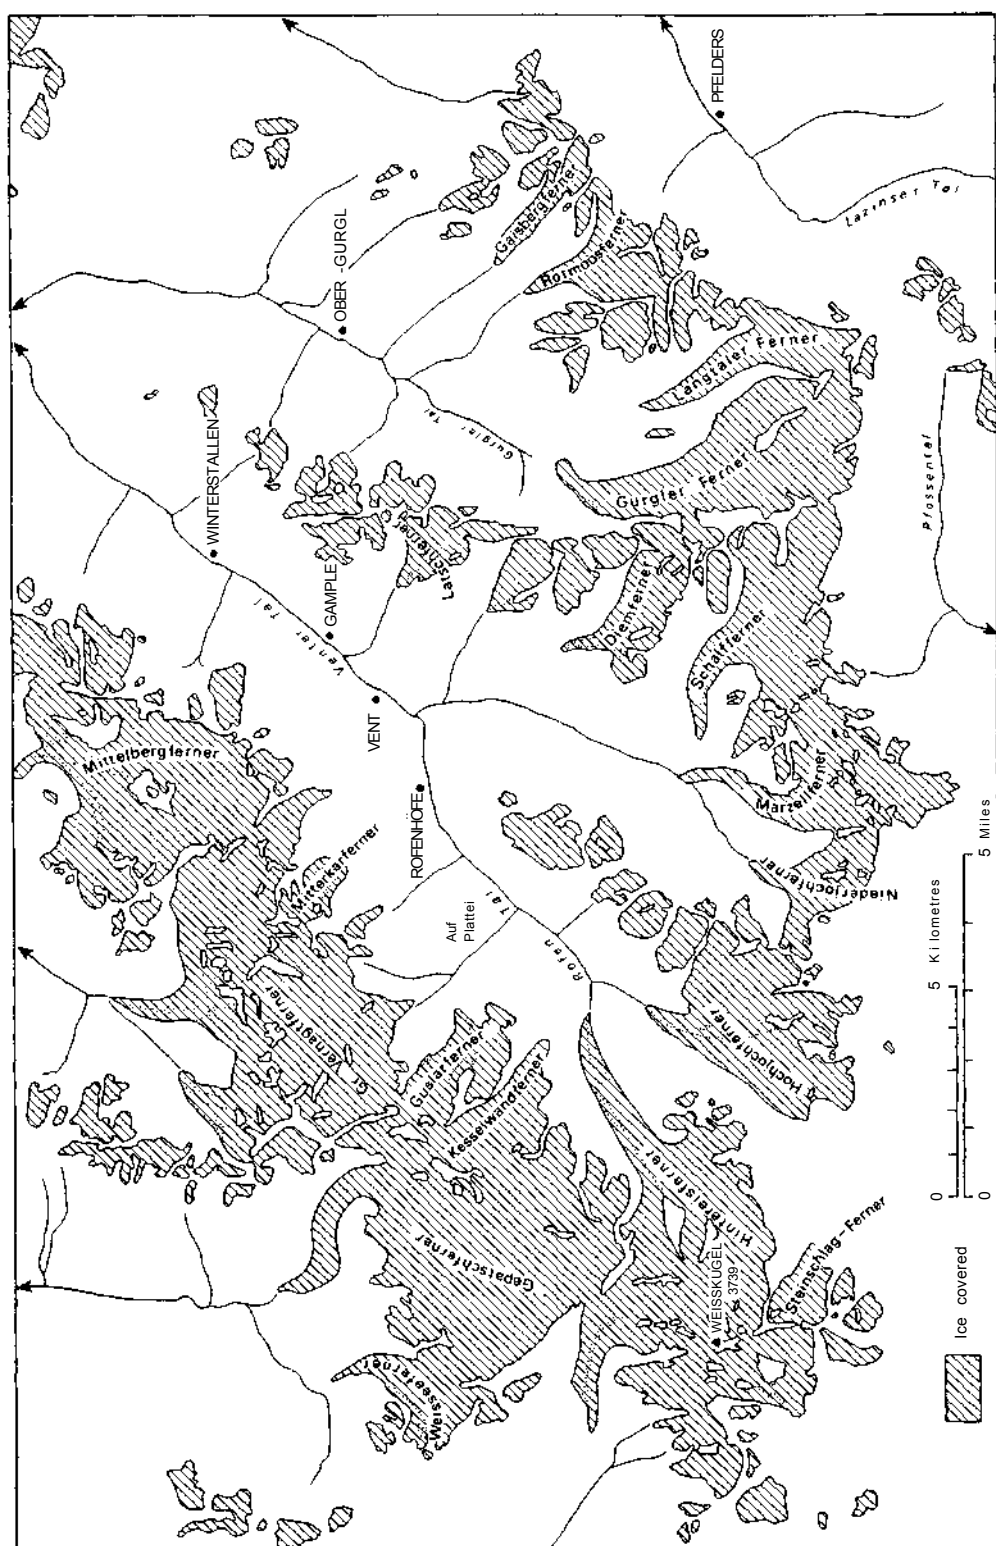 PFELDERS
Lazinser Tal
OBER-GURGL
Gaisbergferner
Rotmoosferner
Langtaler Ferner
Gurgler Tal
Gurgler Ferner
Pfossental
WINTERSTALLEN
Latschferner
GAMPLE
Venter Tal
Diemferner
Schalfferner
VENT
Mittelbergferner
Marzellferner
ROFENHÖFE
Niederjochferner
Mitterkarferner
Auf
Plattei
Rofen Tal
Hochjochferner
Gr. Vernagtferner
Guslarferner
Kesselwandferner
Hintereisferner
Gepatschferner
WEISSKUGEL
3739
Steinschlag-Ferner
Weisseeferner
Ice covered
0 5 Kilometres
0 5 Miles